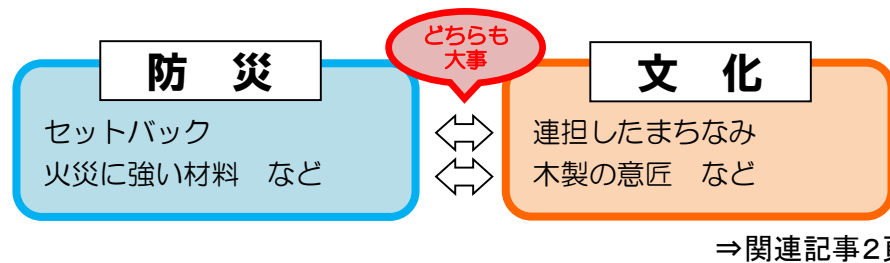 どちらも
大事
防 災
セットバック
火災に強い材料 など
文 化
連担したまちなみ
木製の意匠 など
⇒関連記事2頁